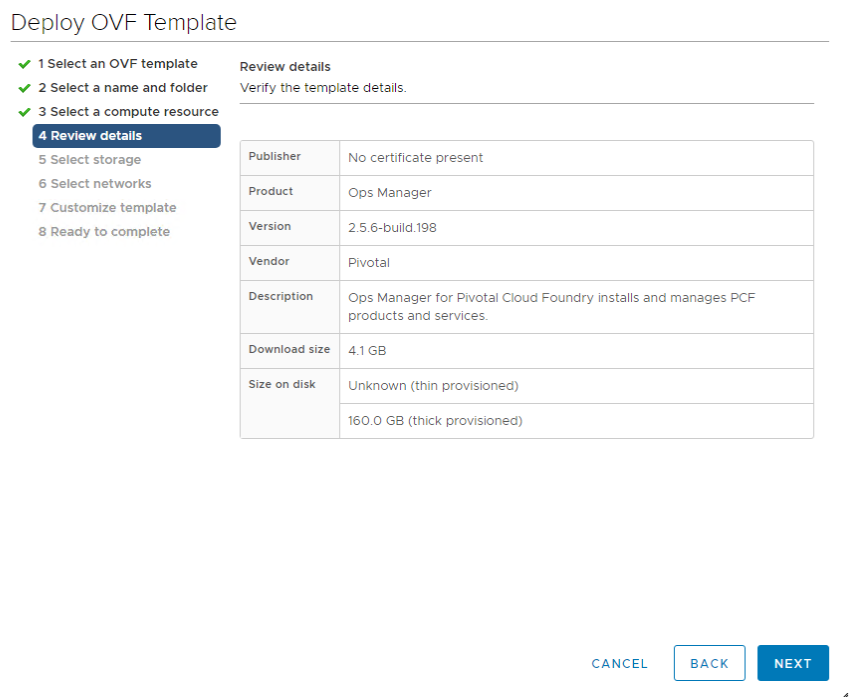 Deploy OVF Template
1 Select an OVF template
2 Select a name and folder
3 Select a compute resource
4 Review details
5 Select storage
6 Select networks
7 Customize template
8 Ready to complete
Review details
Verify the template details.
Publisher No certificate present
Product Ops Manager
Version 2.5.6-build.198
Vendor Pivotal
Description Ops Manager for Pivotal Cloud Foundry installs and manages PCF
products and services.
Download size 4.1 GB
Size on disk Unknown (thin provisioned)
160.0 GB (thick provisioned)
CANCEL BACK NEXT